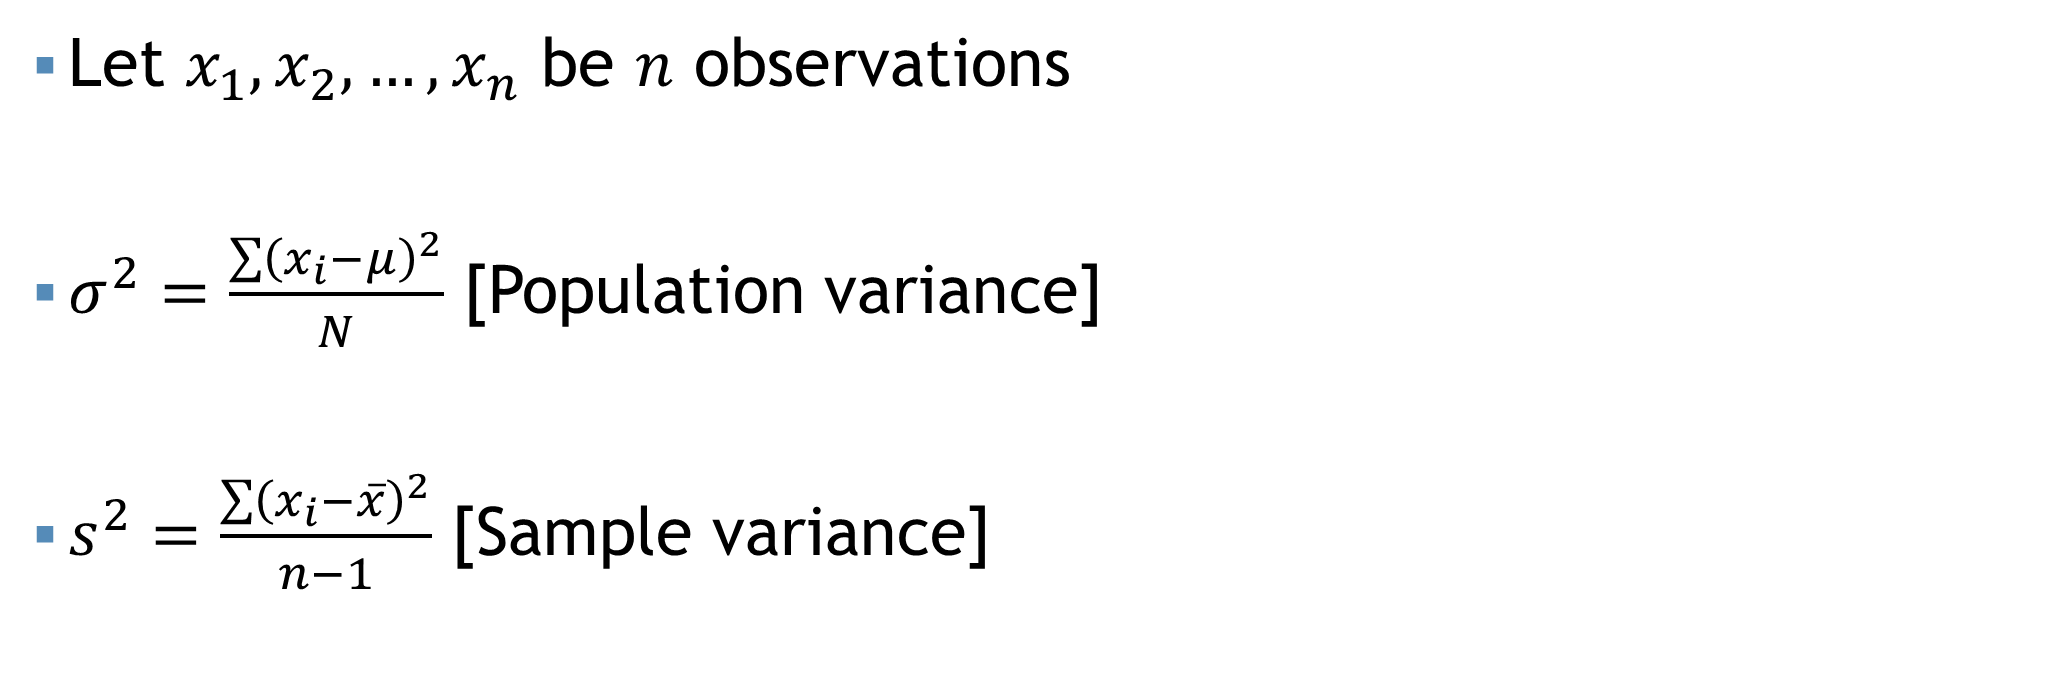 ▪ Let 𝑥₁, 𝑥₂, … , 𝑥ₙ be 𝑛 observations
▪ 𝜎² = ∑(𝑥ᵢ−𝜇)²/𝑁 [Population variance]
▪ 𝑠² = ∑(𝑥ᵢ−𝑥̄)²/(𝑛−1) [Sample variance]